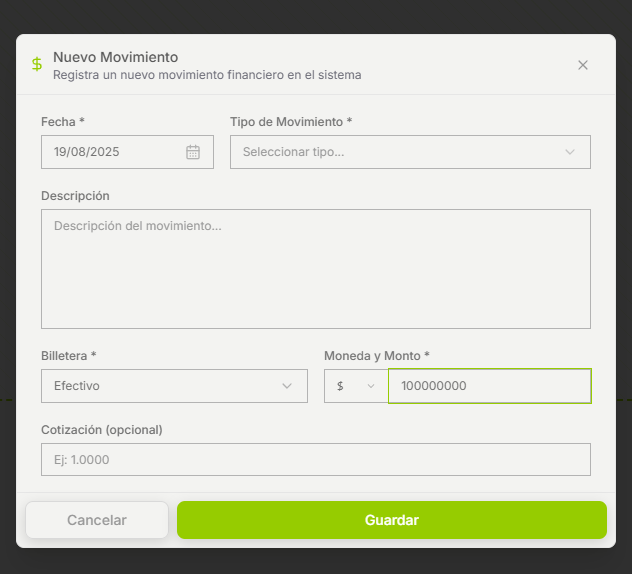 Nuevo Movimiento
Registra un nuevo movimiento financiero en el sistema
Fecha *
Tipo de Movimiento *
19/08/2025
Seleccionar tipo...
Descripción
Descripción del movimiento...
Billetera *
Moneda y Monto *
Efectivo
$
100000000
Cotización (opcional)
Ej: 1.0000
Cancelar
Guardar